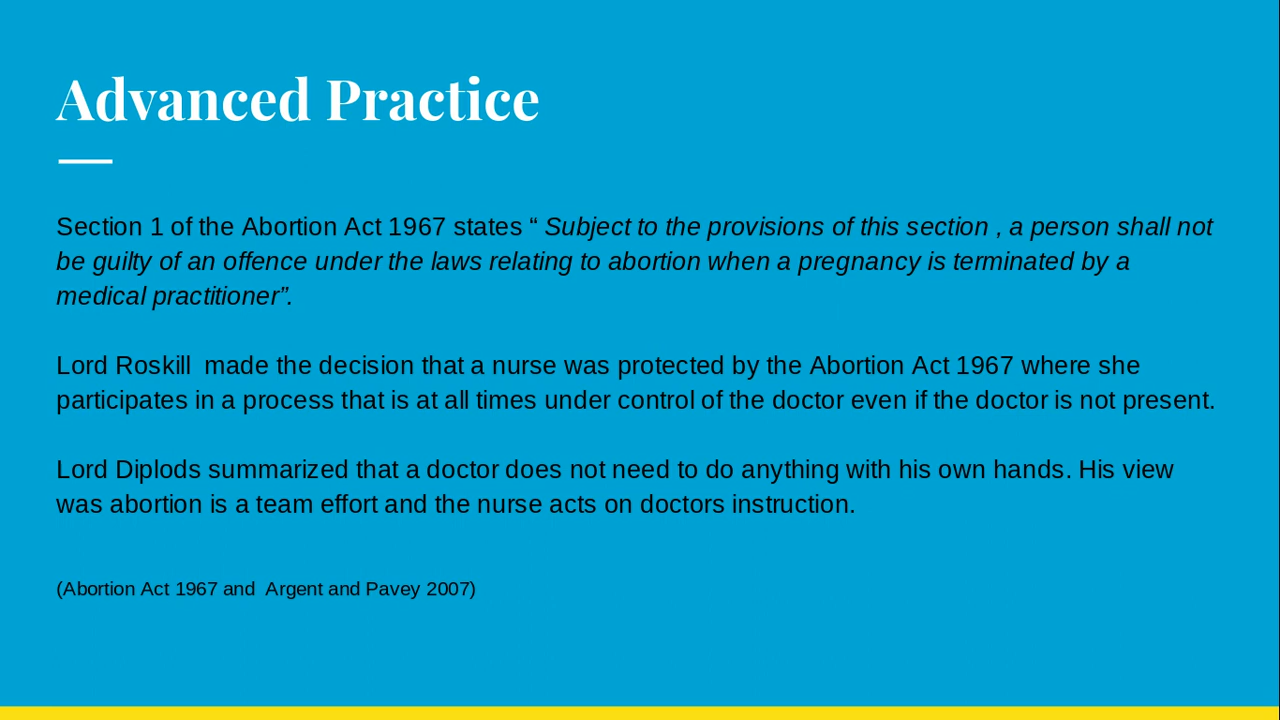 Advanced Practice
Section 1 of the Abortion Act 1967 states “ Subject to the provisions of this section , a person shall not
be guilty of an offence under the laws relating to abortion when a pregnancy is terminated by a
medical practitioner”.
Lord Roskill  made the decision that a nurse was protected by the Abortion Act 1967 where she
participates in a process that is at all times under control of the doctor even if the doctor is not present.
Lord Diplods summarized that a doctor does not need to do anything with his own hands. His view
was abortion is a team effort and the nurse acts on doctors instruction.
(Abortion Act 1967 and  Argent and Pavey 2007)